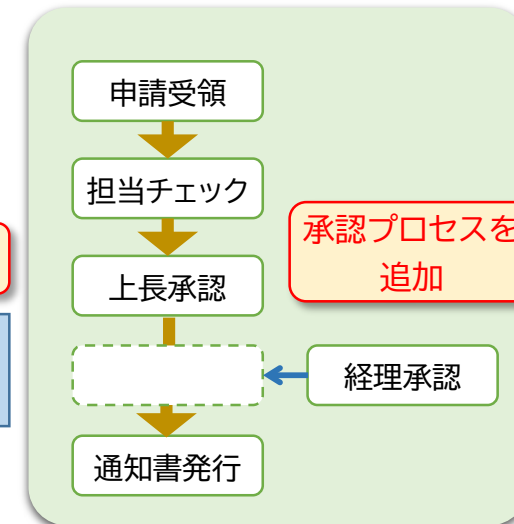 申請受領
担当チェック
上長承認
承認プロセスを
追加
経理承認
通知書発行